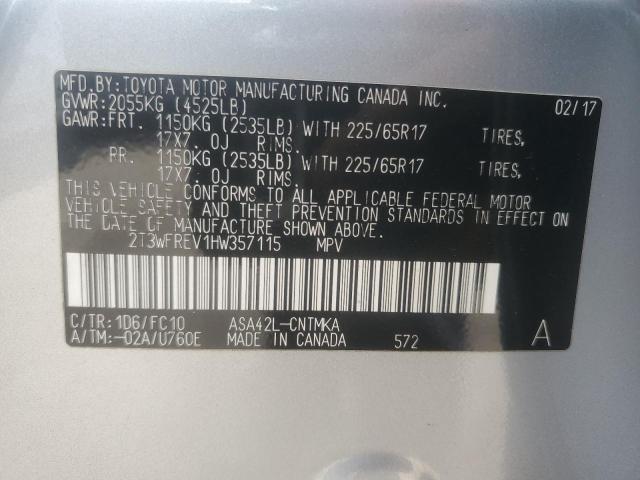 MFD.BY:TOYOTA MOTOR MANUFACTURING CANADA INC.
GVWR:2055KG (4525LB) 02/17
GAWR:FRT. 1150KG (2535LB) WITH 225/65R17 TIRES,
17X7. 0J RIMS.
RR. 1150KG (2535LB) WITH 225/65R17 TIRES,
17X7. 0J RIMS.
THIS VEHICLE CONFORMS TO ALL APPLICABLE FEDERAL MOTOR
VEHICLE SAFETY AND THEFT PREVENTION STANDARDS IN EFFECT ON
THE DATE OF MANUFACTURE SHOWN ABOVE.
2T3WFREV1HW357115 MPV
C/TR:1D6/FC10 ASA42L-CNTMKA
A/TM:-02A/U760E MADE IN CANADA 572 A